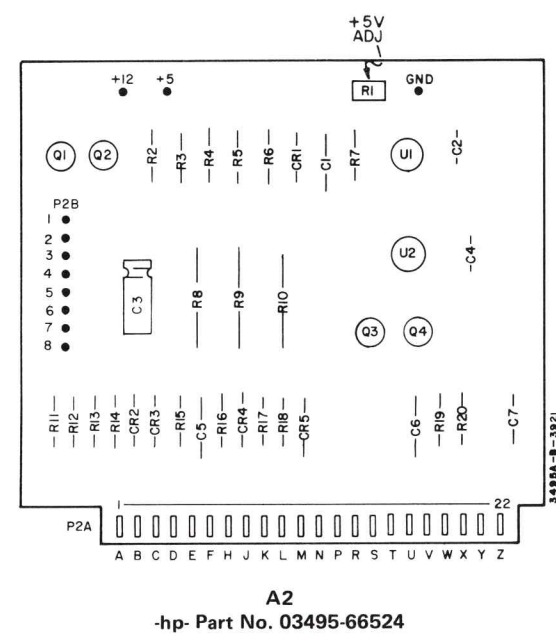 +5V
ADJ
+12 +5 R1 GND
Q1 Q2 R2 R3 R4 R5 R6 CR1 C1 R7 U1 C2
P2B
1
2
3
4
5
6
7
8
C3 R8 R9 R10 U2 C4
Q3 Q4
R11 R12 R13 R14 CR2 CR3 R15 C5 R16 CR4 R17 R18 CR5 C6 R19 R20 C7
3495A-B-3921
1 22
P2A
A B C D E F H J K L M N P R S T U V W X Y Z
A2
-hp- Part No. 03495-66524